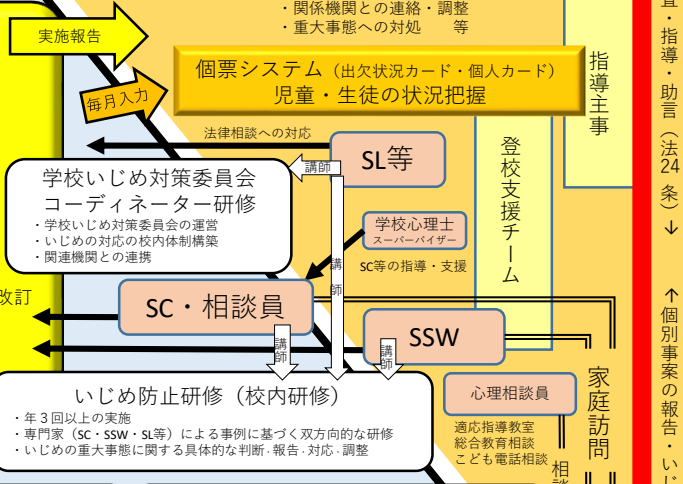 ・関係機関との連絡・調整
・重大事態への対処　等
実施報告
個票システム（出欠状況カード・個人カード）
児童・生徒の状況把握
毎月入力
指導主事
・指導・助言（法24条）↓
法律相談への対応
SL等
講師
登校支援チーム
学校いじめ対策委員会
コーディネーター研修
・学校いじめ対策委員会の運営
・いじめの対応の校内体制構築
・関連機関との連携
学校心理士
スーパーバイザー
SC等の指導・支援
講師
改訂
SC・相談員
SSW
講師
講師
↑個別事案の報告・いじ
家庭訪問
いじめ防止研修（校内研修）
・年３回以上の実施
・専門家（SC・SSW・SL等）による事例に基づく双方向的な研修
・いじめの重大事態に関する具体的な判断・報告・対応・調整
心理相談員
適応指導教室
総合教育相談
こども電話相談
相